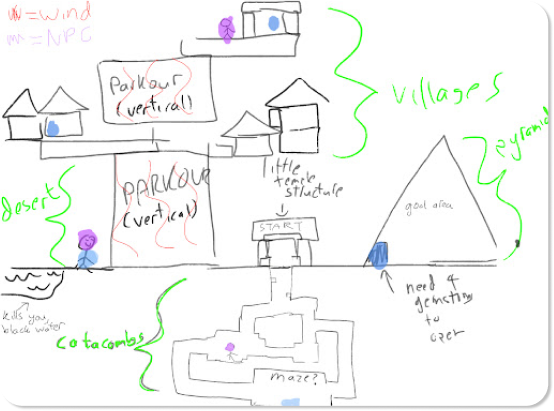 = wind
= NPC
Parkour
(vertical)
villages
pyramid
PARKOUR
(vertical)
little
temple
structure
desert
START
goal area
kills you,
black water
need 4
gemstones
to
open
catacombs
maze?